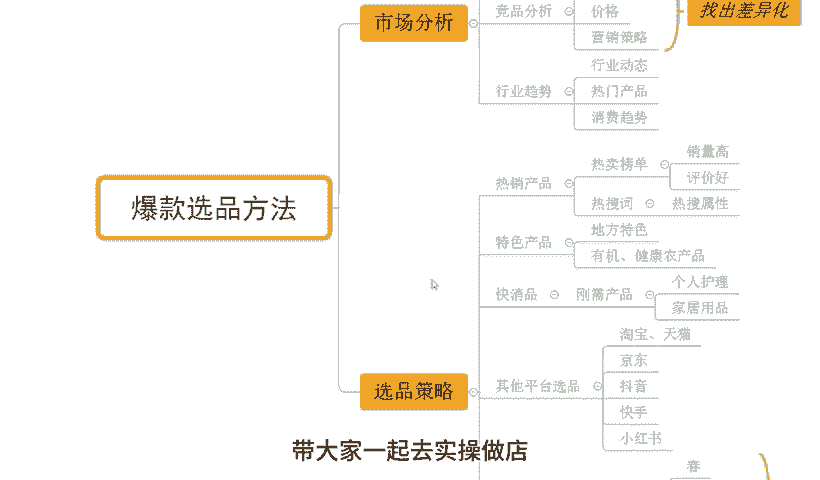 市场分析
竞品分析
价格
营销策略
找出差异化
行业趋势
行业动态
热门产品
消费趋势
爆款选品方法
选品策略
热销产品
热卖榜单
销量高
评价好
热搜词
热搜属性
特色产品
地方特色
有机、健康农产品
快消品
刚需产品
个人护理
家居用品
其他平台选品
淘宝、天猫
京东
抖音
快手
小红书
春
带大家一起去实操做店